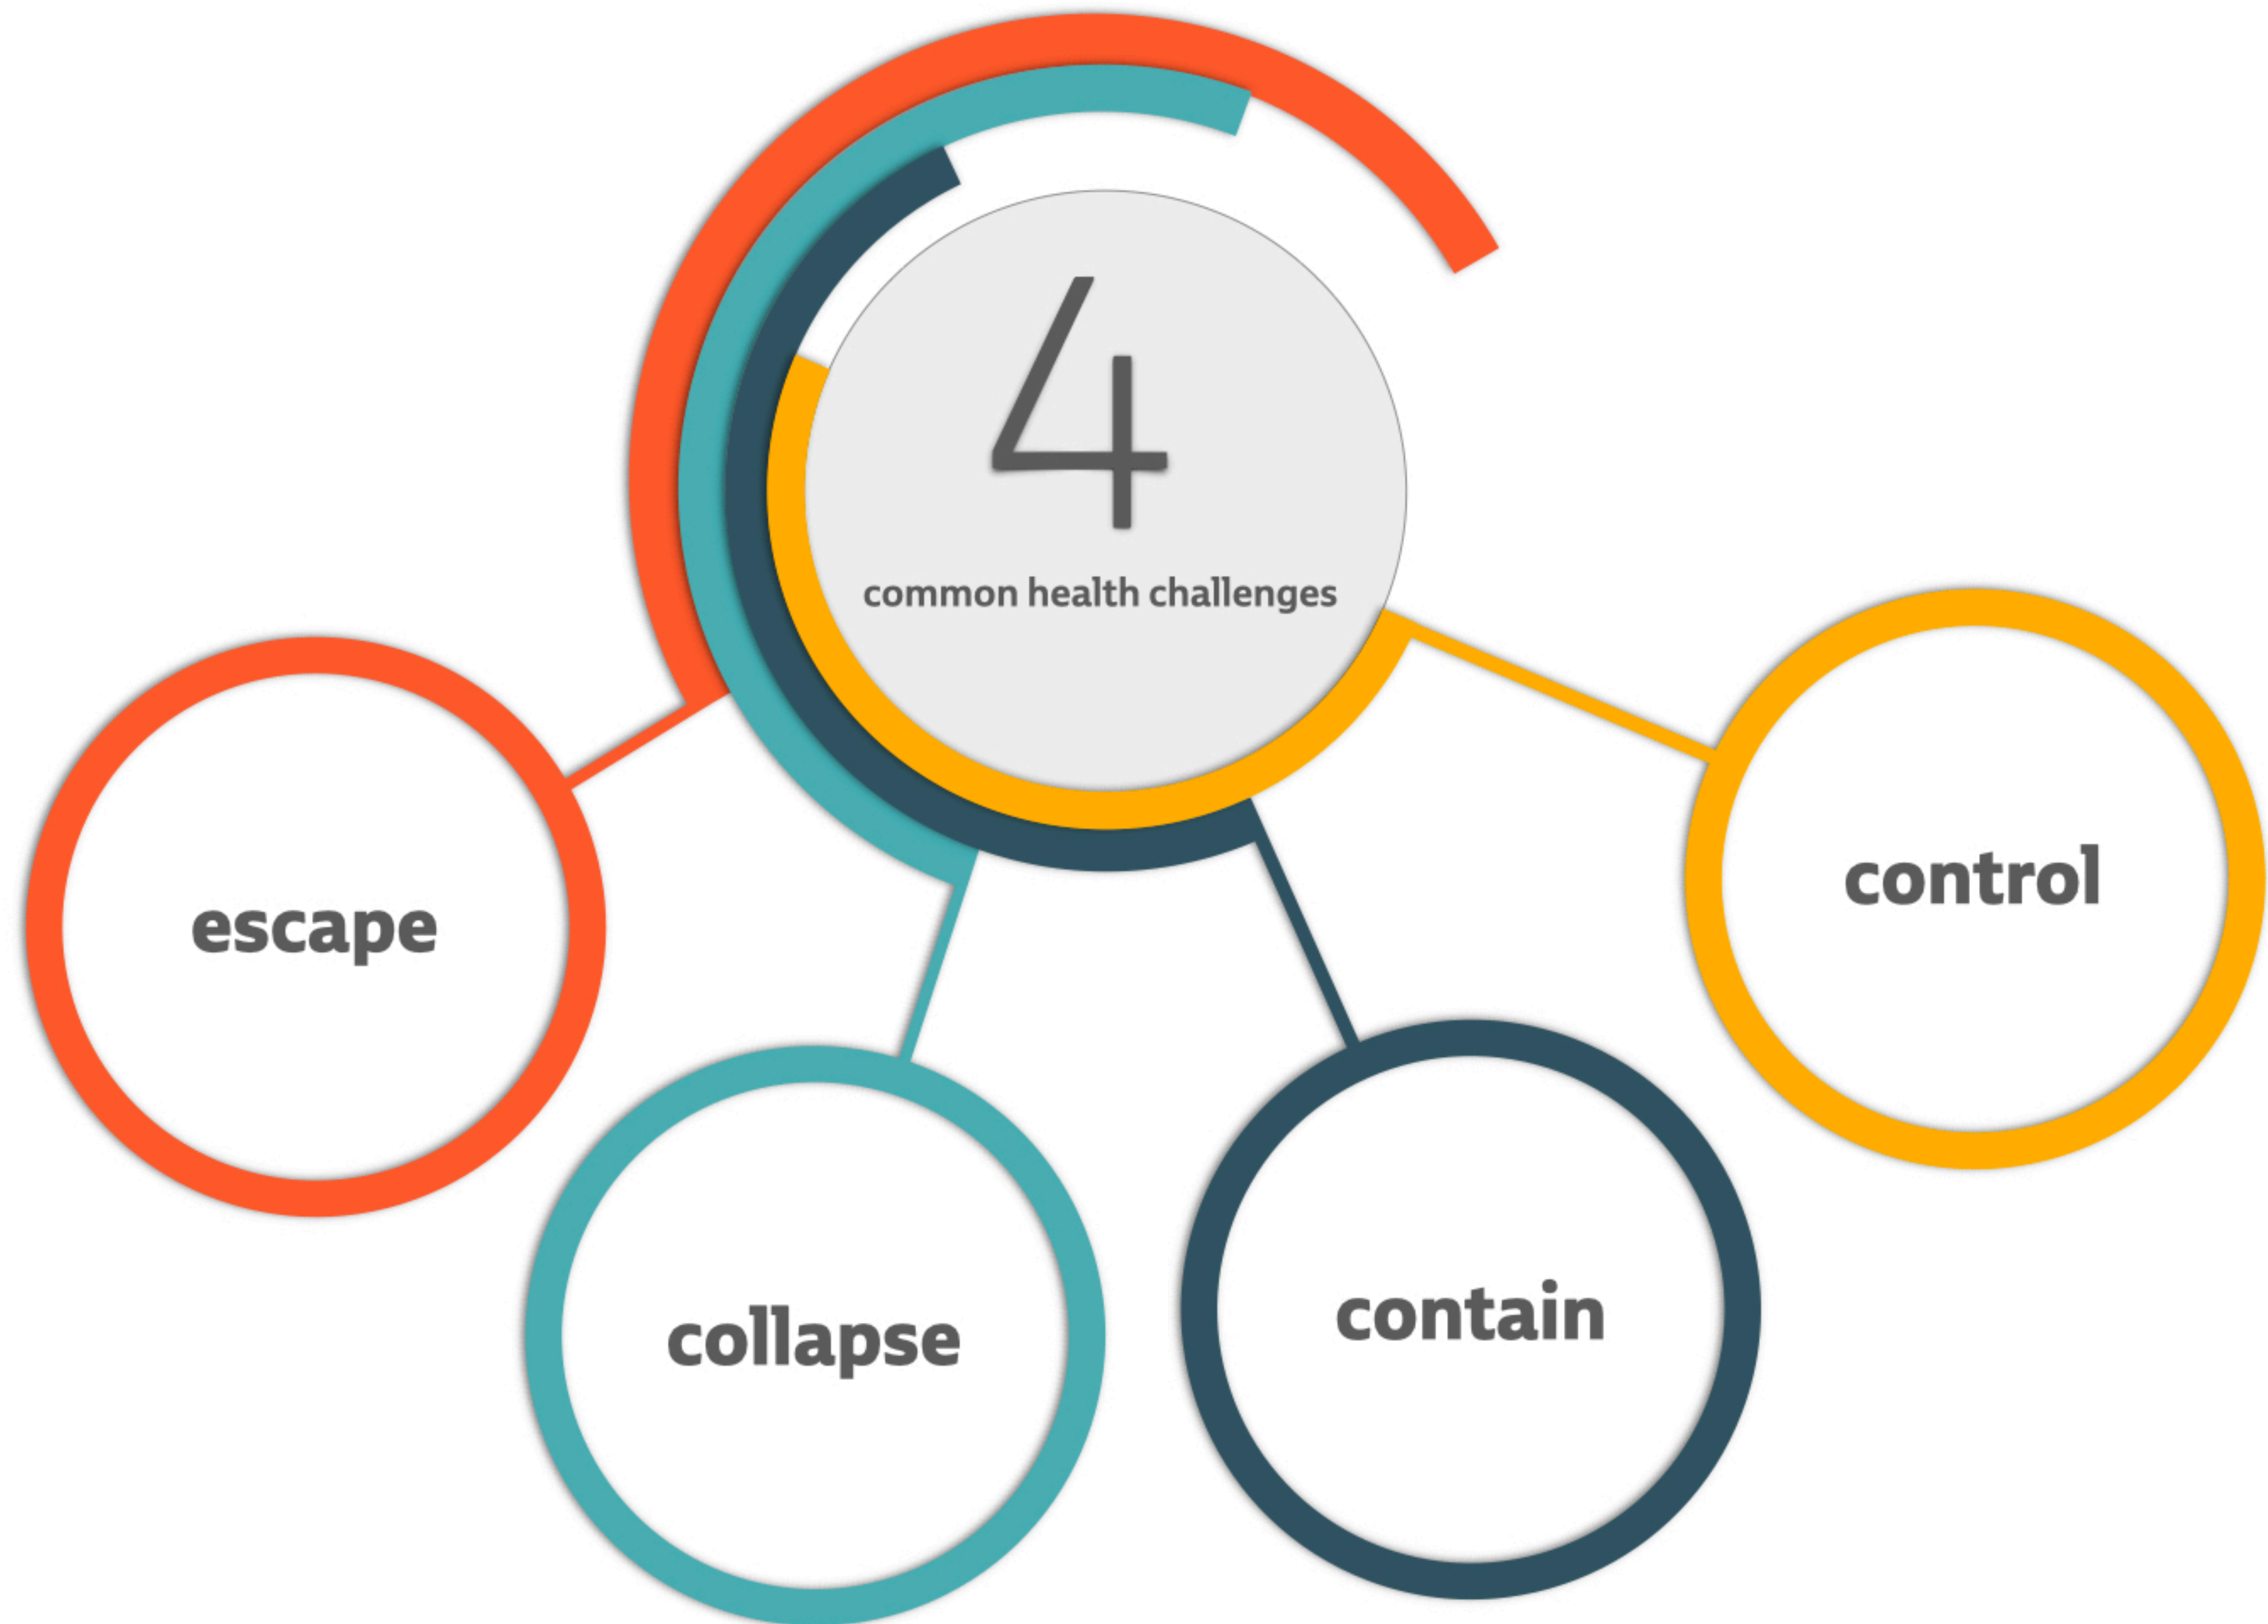 4
common health challenges
escape
collapse
contain
control